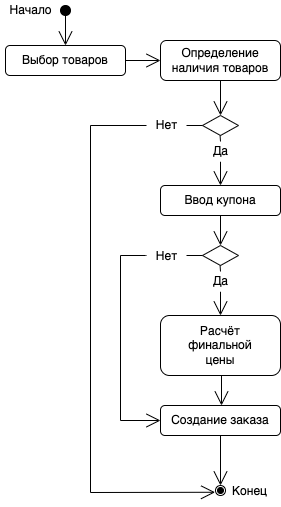 Начало
Выбор товаров
Определение
наличия товаров
Нет
Да
Ввод купона
Нет
Да
Расчёт
финальной
цены
Создание заказа
Конец